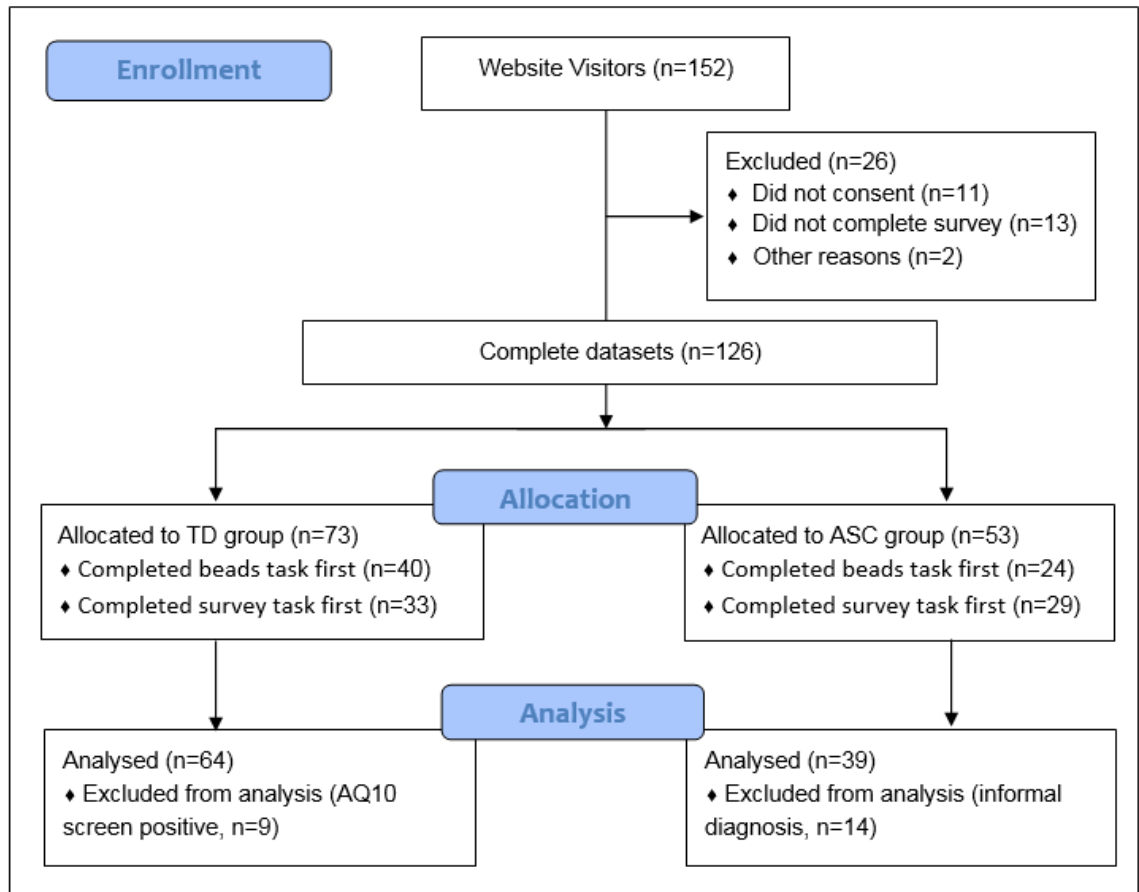 Enrollment
Website Visitors (n=152)
Excluded (n=26)
♦ Did not consent (n=11)
♦ Did not complete survey (n=13)
♦ Other reasons (n=2)
Complete datasets (n=126)
Allocation
Allocated to TD group (n=73)
♦ Completed beads task first (n=40)
♦ Completed survey task first (n=33)
Allocated to ASC group (n=53)
♦ Completed beads task first (n=24)
♦ Completed survey task first (n=29)
Analysis
Analysed (n=64)
♦ Excluded from analysis (AQ10
screen positive, n=9)
Analysed (n=39)
♦ Excluded from analysis (informal
diagnosis, n=14)